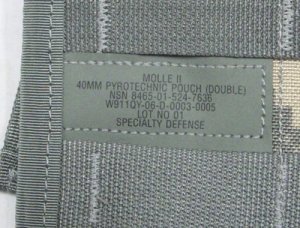 MOLLE II
40MM PYROTECHNIC POUCH (DOUBLE)
NSN 8465-01-524-7636
W911QY-06-D-0003-0005
LOT NO 01
SPECIALTY DEFENSE